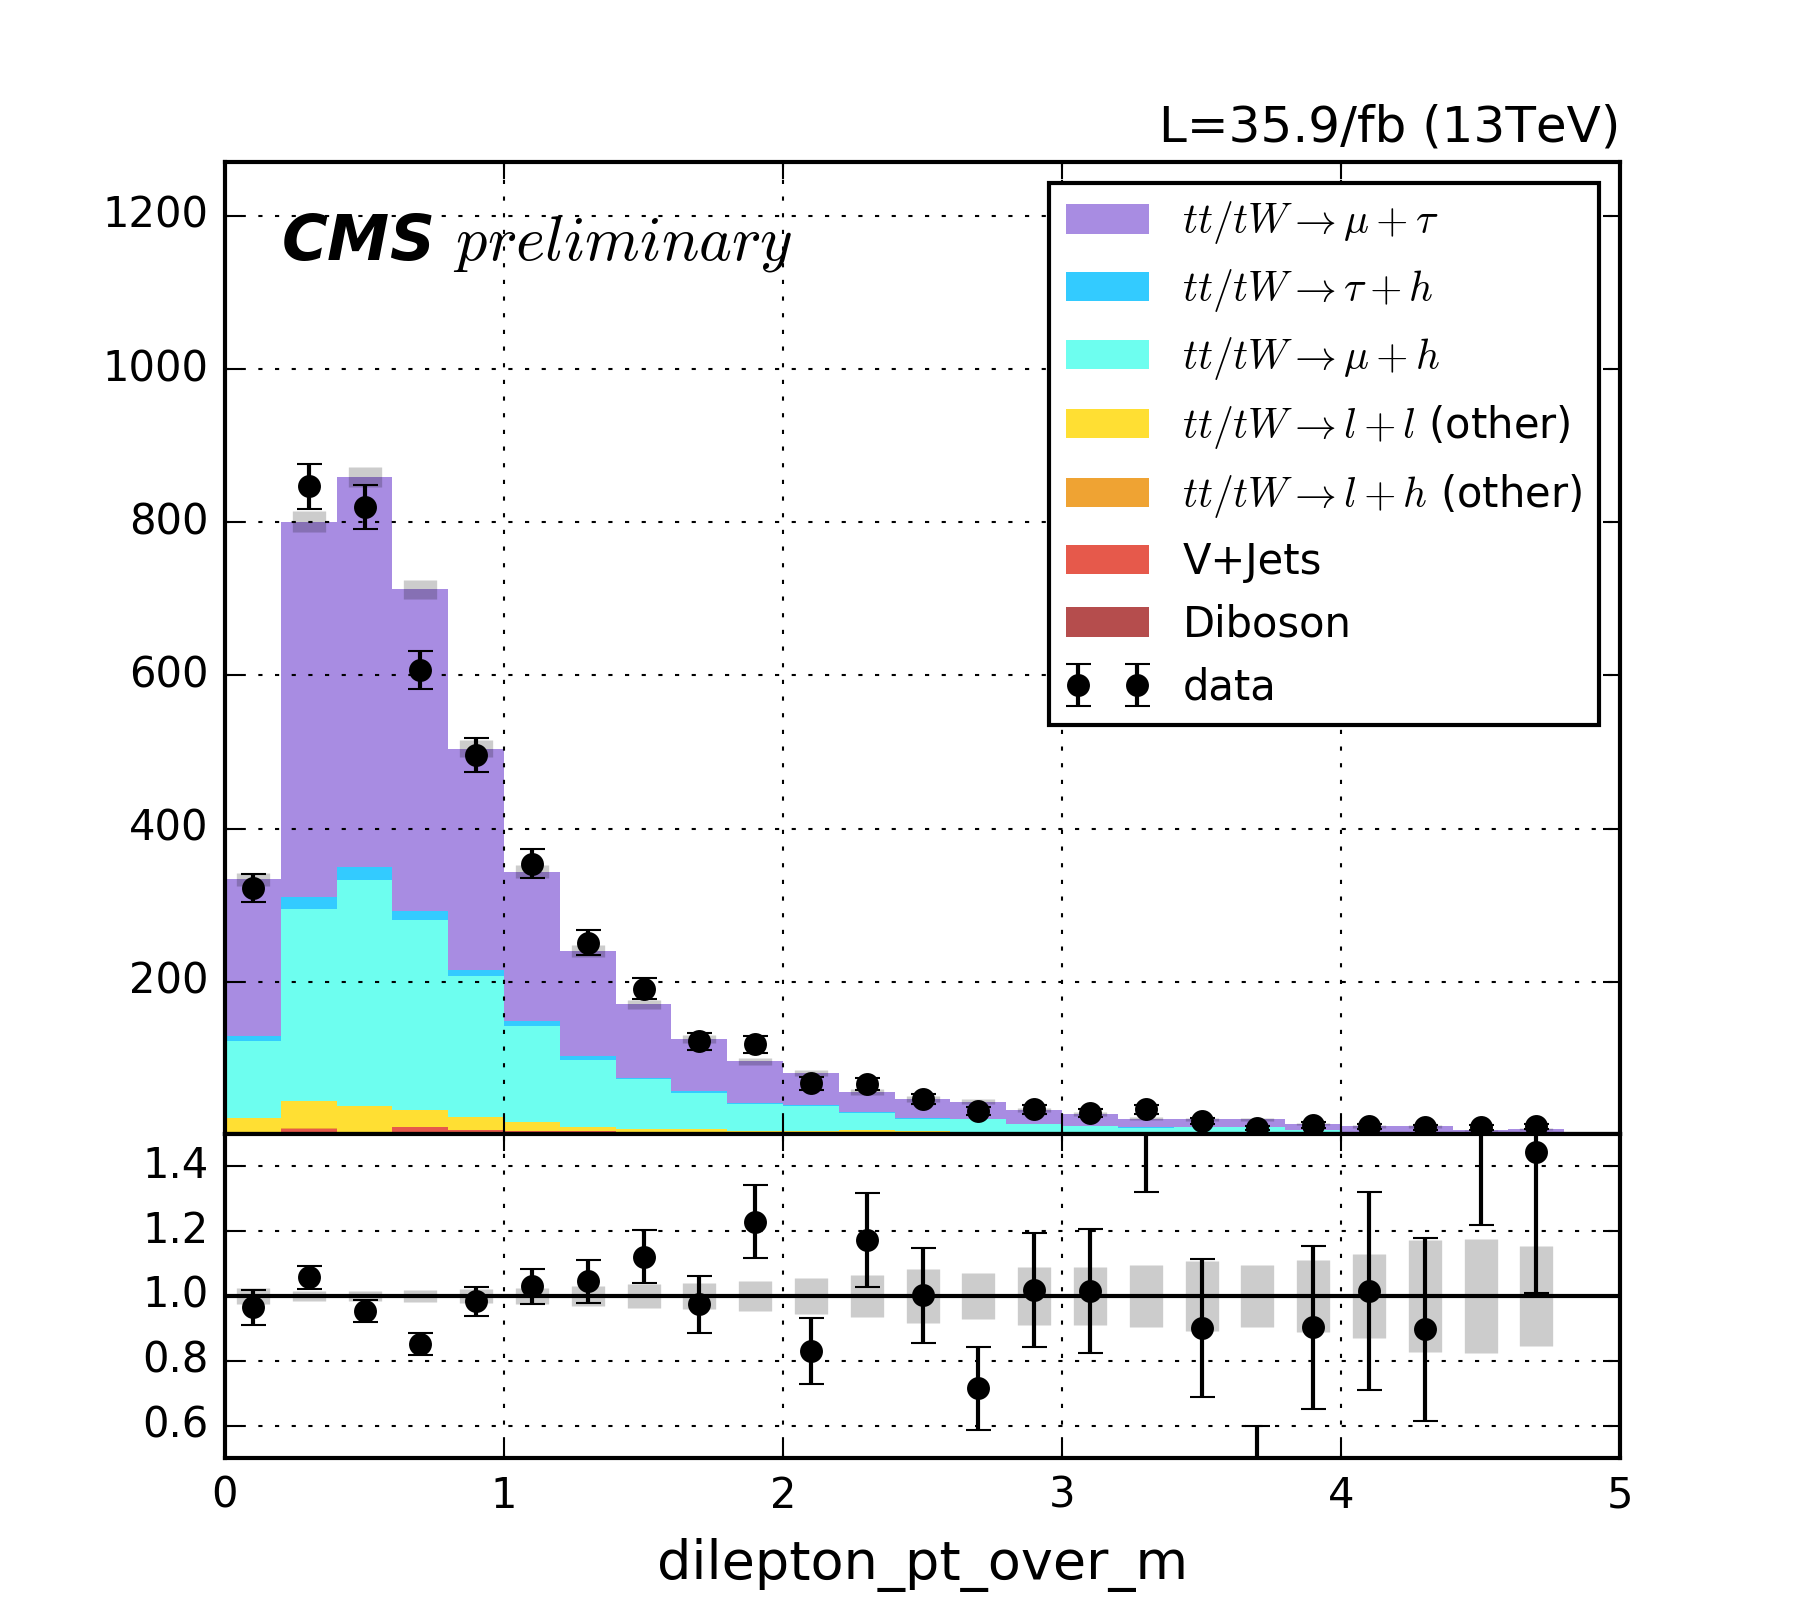 L=35.9/fb (13TeV)
CMS preliminary
1200
1000
800
600
400
200
tt/tW → μ + τ
tt/tW → τ + h
tt/tW → μ + h
tt/tW → l + l (other)
tt/tW → l + h (other)
V+Jets
Diboson
data
1.4
1.2
1.0
0.8
0.6
0 1 2 3 4 5
dilepton_pt_over_m